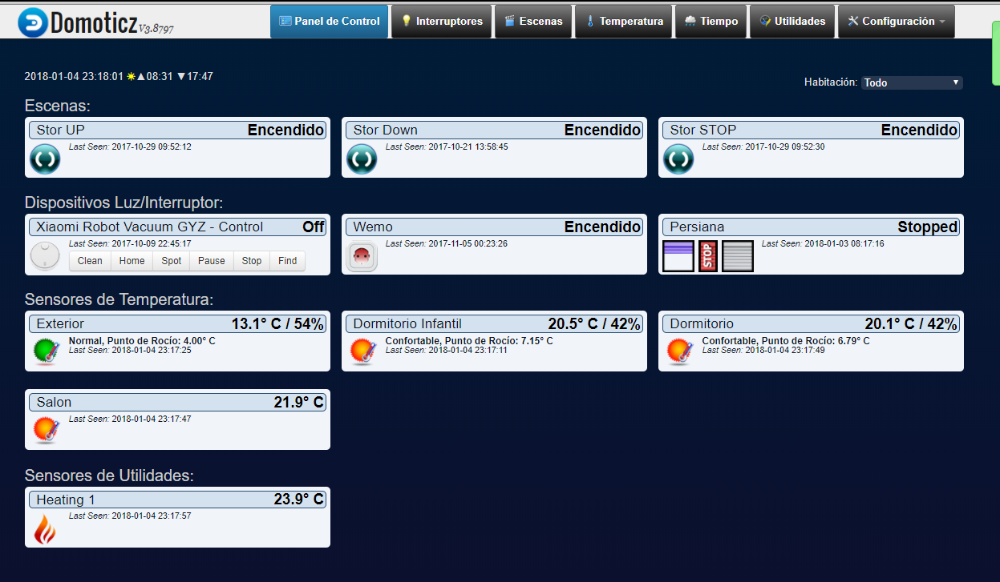 Domoticz V3.8797
Panel de Control Interruptores Escenas Temperatura Tiempo Utilidades Configuración
2018-01-04 23:18:01 ▲08:31 ▼17:47
Habitación: Todo
Escenas:
Stor UP Encendido
Last Seen: 2017-10-29 09:52:12
Stor Down Encendido
Last Seen: 2017-10-21 13:58:45
Stor STOP Encendido
Last Seen: 2017-10-29 09:52:30
Dispositivos Luz/Interruptor:
Xiaomi Robot Vacuum GYZ - Control Off
Last Seen: 2017-10-09 22:45:17
Clean Home Spot Pause Stop Find
Wemo Encendido
Last Seen: 2017-11-05 00:23:26
Persiana Stopped
STOP
Last Seen: 2018-01-03 08:17:16
Sensores de Temperatura:
Exterior 13.1° C / 54%
Normal, Punto de Rocío: 4.00° C
Last Seen: 2018-01-04 23:17:25
Dormitorio Infantil 20.5° C / 42%
Confortable, Punto de Rocío: 7.15° C
Last Seen: 2018-01-04 23:17:11
Dormitorio 20.1° C / 42%
Confortable, Punto de Rocío: 6.79° C
Last Seen: 2018-01-04 23:17:49
Salon 21.9° C
Last Seen: 2018-01-04 23:17:47
Sensores de Utilidades:
Heating 1 23.9° C
Last Seen: 2018-01-04 23:17:57